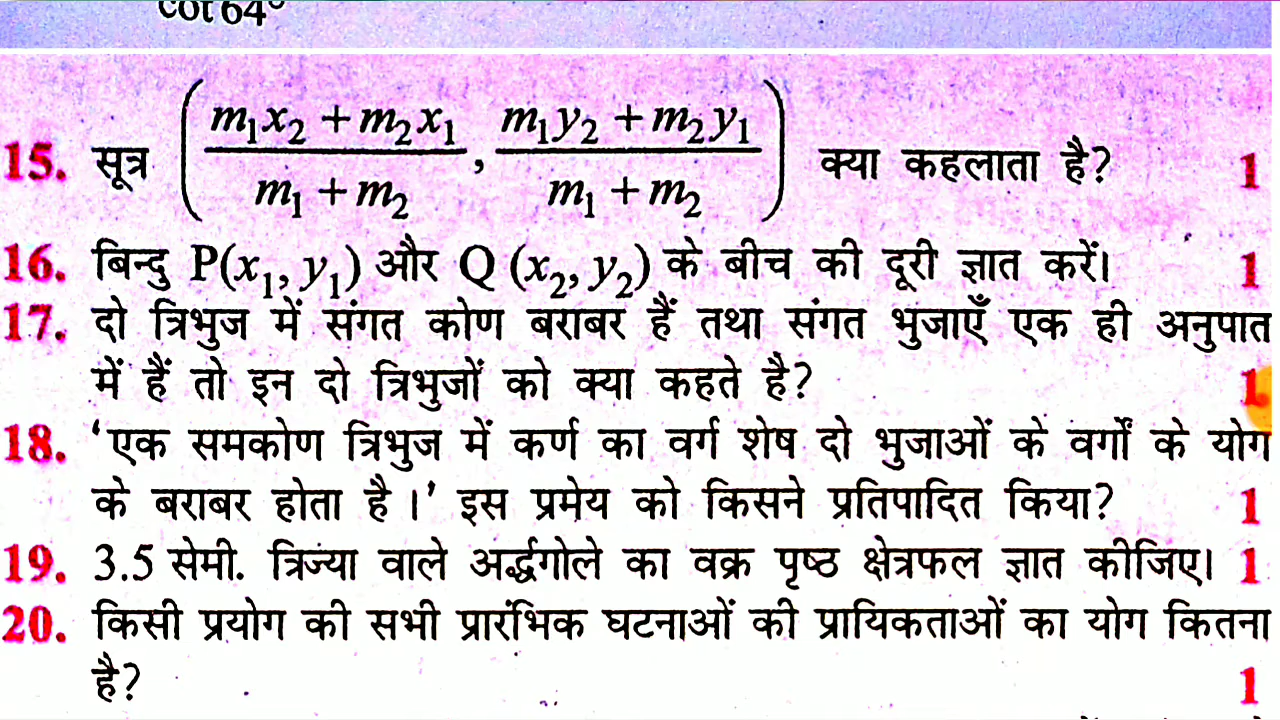 cot 64°
15. सूत्र ( (m₁x₂ + m₂x₁)/(m₁ + m₂), (m₁y₂ + m₂y₁)/(m₁ + m₂) ) क्या कहलाता है? 1
16. बिन्दु P(x₁, y₁) और Q (x₂, y₂) के बीच की दूरी ज्ञात करें। 1
17. दो त्रिभुज में संगत कोण बराबर हैं तथा संगत भुजाएँ एक ही अनुपात
में हैं तो इन दो त्रिभुजों को क्या कहते है? 1
18. ‘एक समकोण त्रिभुज में कर्ण का वर्ग शेष दो भुजाओं के वर्गों के योग
के बराबर होता है।’ इस प्रमेय को किसने प्रतिपादित किया? 1
19. 3.5 सेमी. त्रिज्या वाले अर्द्धगोले का वक्र पृष्ठ क्षेत्रफल ज्ञात कीजिए। 1
20. किसी प्रयोग की सभी प्रारंभिक घटनाओं की प्रायिकताओं का योग कितना
है? 1